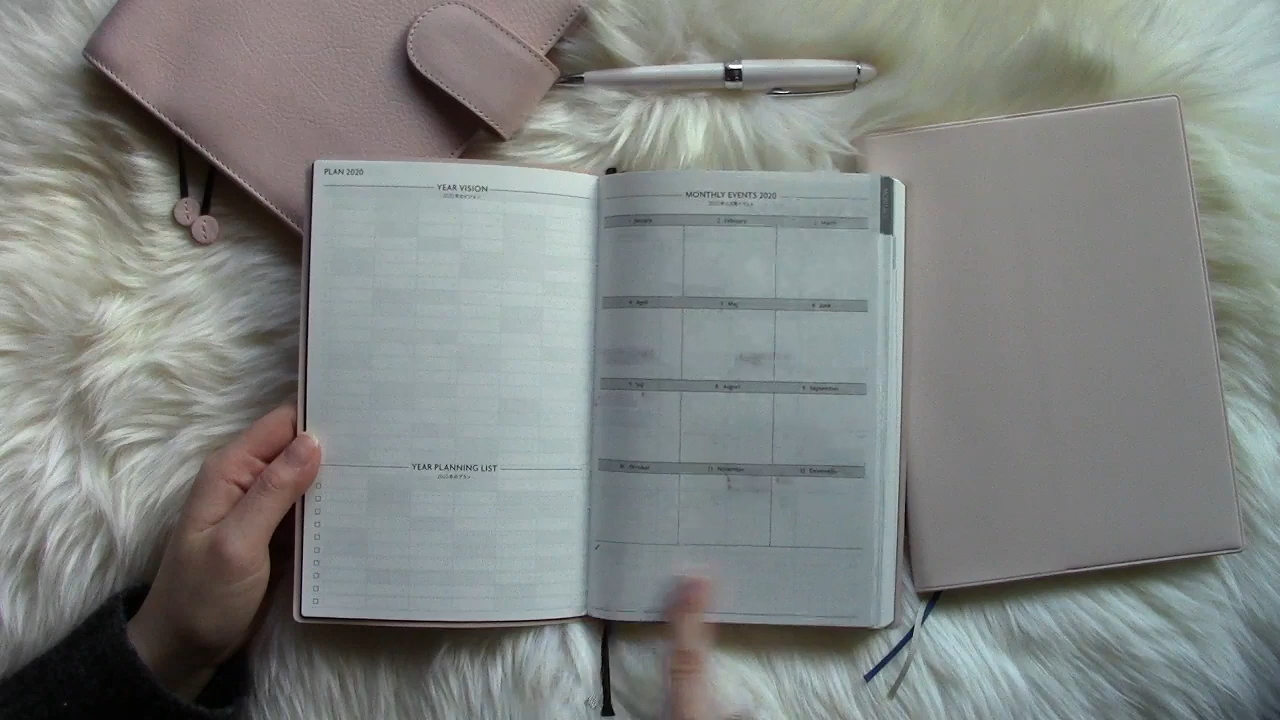 PLAN 2020
YEAR VISION
YEAR PLANNING LIST
MONTHLY EVENTS 2020
1 January 2 February 3 March
4 April 5 May 6 June
7 July 8 August 9 September
10 October 11 November 12 December